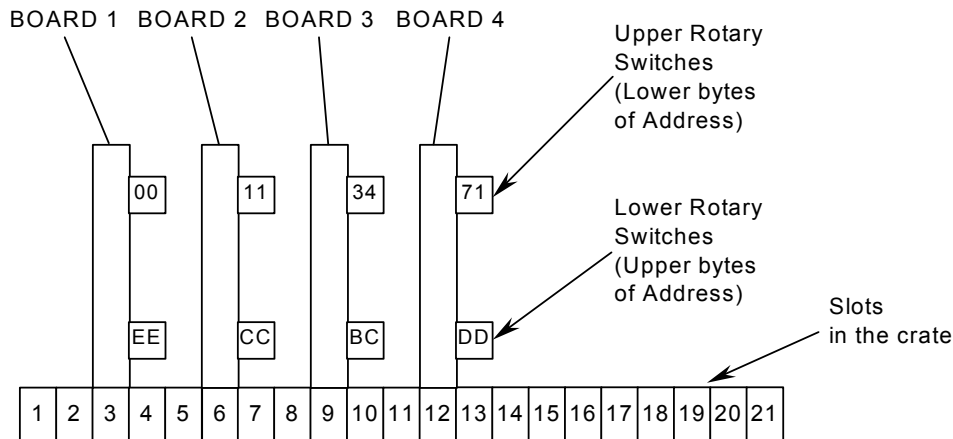 BOARD 1 BOARD 2 BOARD 3 BOARD 4
Upper Rotary
Switches
(Lower bytes
of Address)
00 11 34 71
Lower Rotary
Switches
(Upper bytes
of Address)
EE CC BC DD
Slots
in the crate
1 2 3 4 5 6 7 8 9 10 11 12 13 14 15 16 17 18 19 20 21